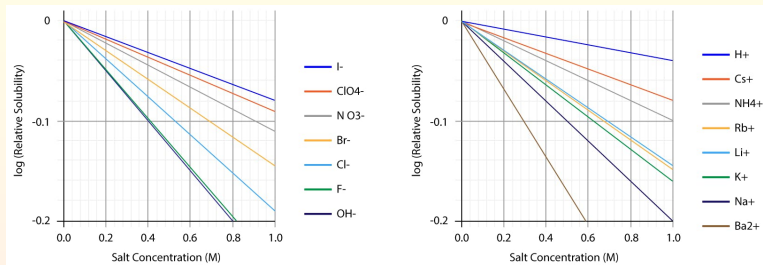 0
-0.1
-0.2
log (Relative Solubility)
0.0 0.2 0.4 0.6 0.8 1.0
Salt Concentration (M)
I-
ClO4-
N O3-
Br-
Cl-
F-
OH-
0
-0.1
-0.2
log (Relative Solubility)
0.0 0.2 0.4 0.6 0.8 1.0
Salt Concentration (M)
H+
Cs+
NH4+
Rb+
Li+
K+
Na+
Ba2+